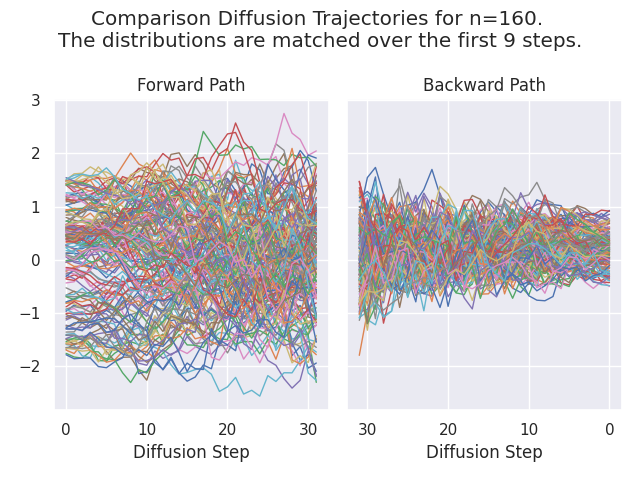 Comparison Diffusion Trajectories for n=160.
The distributions are matched over the first 9 steps.
Forward Path
Backward Path
3
2
1
0
−1
−2
0 10 20 30
30 20 10 0
Diffusion Step
Diffusion Step